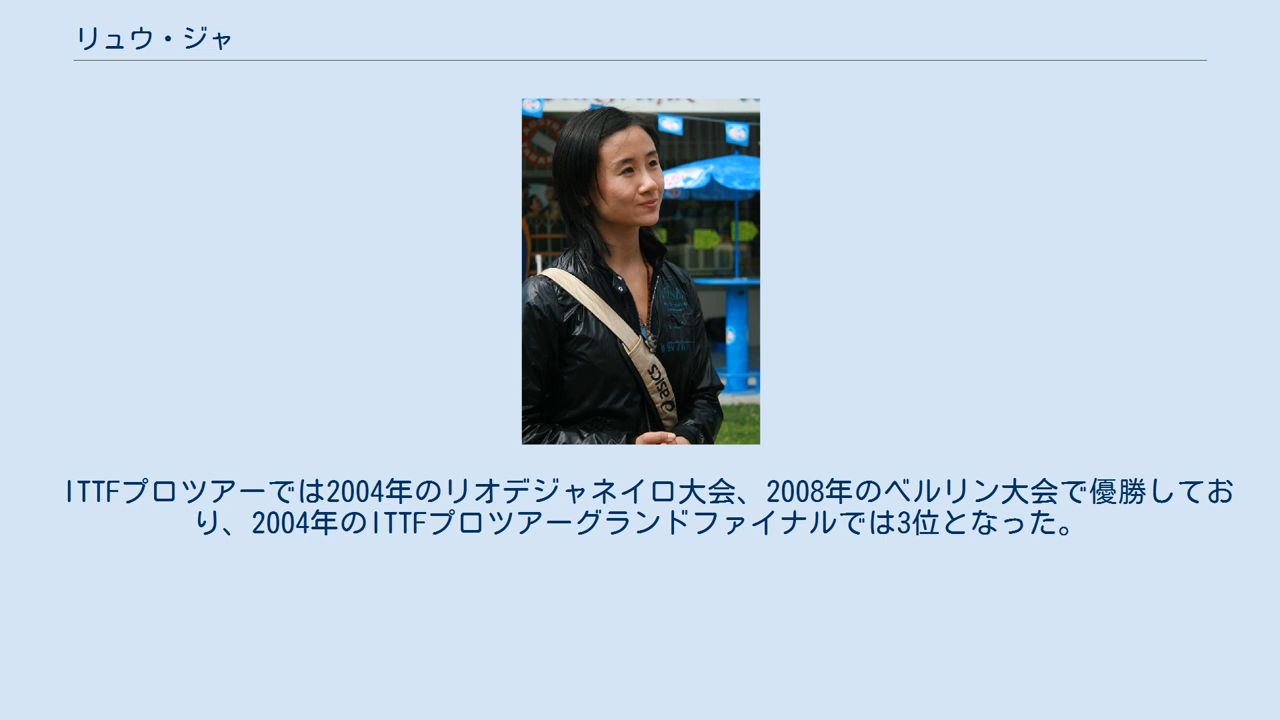 リュウ・ジャ
asics
ITTFプロツアーでは2004年のリオデジャネイロ大会、2008年のベルリン大会で優勝してお
り、2004年のITTFプロツアーグランドファイナルでは3位となった。